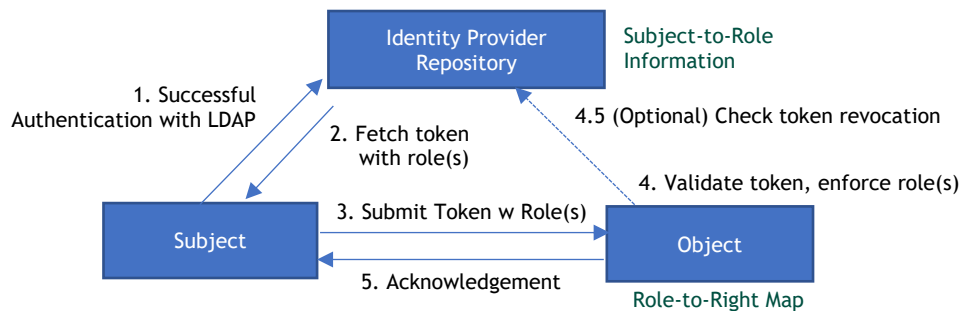 Identity Provider
Repository
Subject-to-Role
Information
1. Successful
Authentication with LDAP
2. Fetch token
with role(s)
4.5 (Optional) Check token revocation
4. Validate token, enforce role(s)
3. Submit Token w Role(s)
Subject
Object
5. Acknowledgement
Role-to-Right Map